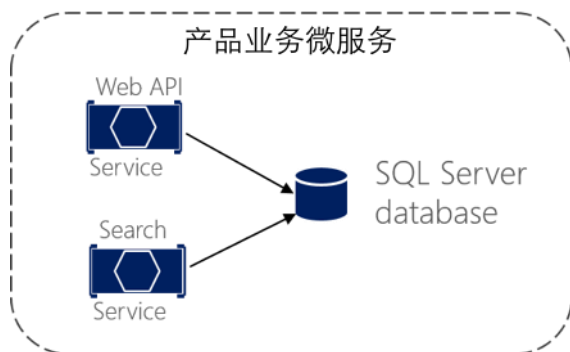 产品业务微服务
Web API
Service
SQL Server
database
Search
Service